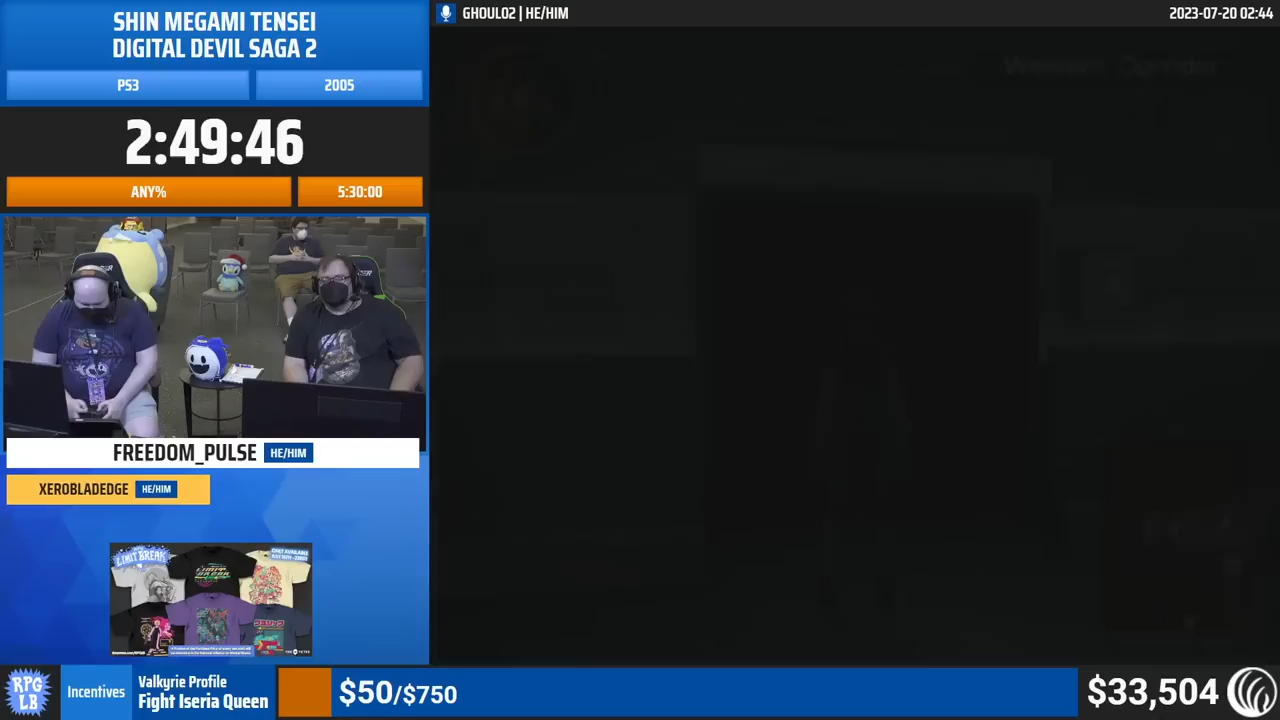 SHIN MEGAMI TENSEI
DIGITAL DEVIL SAGA 2
PS3
2005
2:49:46
ANY%
5:30:00
GHOUL02 | HE/HIM
2023-07-20 02:44
FREEDOM_PULSE HE/HIM
XEROBLADEDGE HE/HIM
LIMIT BREAK
RPG
LB
Incentives
Valkyrie Profile
Fight Iseria Queen
$50/$750
$33,504